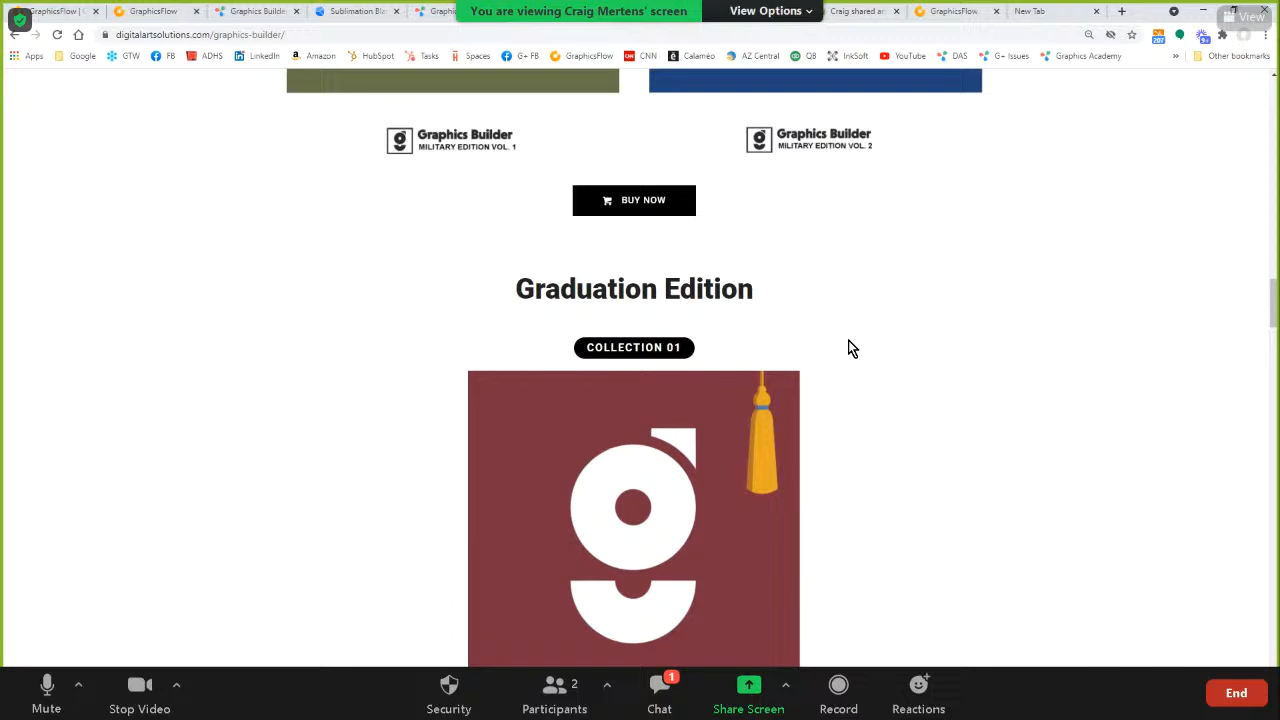 GraphicsFlow |
GraphicsFlow
Graphics Builde
Sublimation Bla
Graphic
You are viewing Craig Mertens' screen
View Options
Craig shared an
GraphicsFlow
New Tab
View
digitalartsolutions.com/graphics-builder/
Apps
Google
GTW
FB
ADHS
LinkedIn
Amazon
HubSpot
Tasks
Spaces
G+ FB
GraphicsFlow
CNN
Calaméo
AZ Central
QB
InkSoft
YouTube
DAS
G+ Issues
Graphics Academy
»
Other bookmarks
Graphics Builder
MILITARY EDITION VOL. 1
Graphics Builder
MILITARY EDITION VOL. 2
BUY NOW
Graduation Edition
COLLECTION 01
g
Mute
Stop Video
Security
2
Participants
1
Chat
Share Screen
Record
Reactions
End